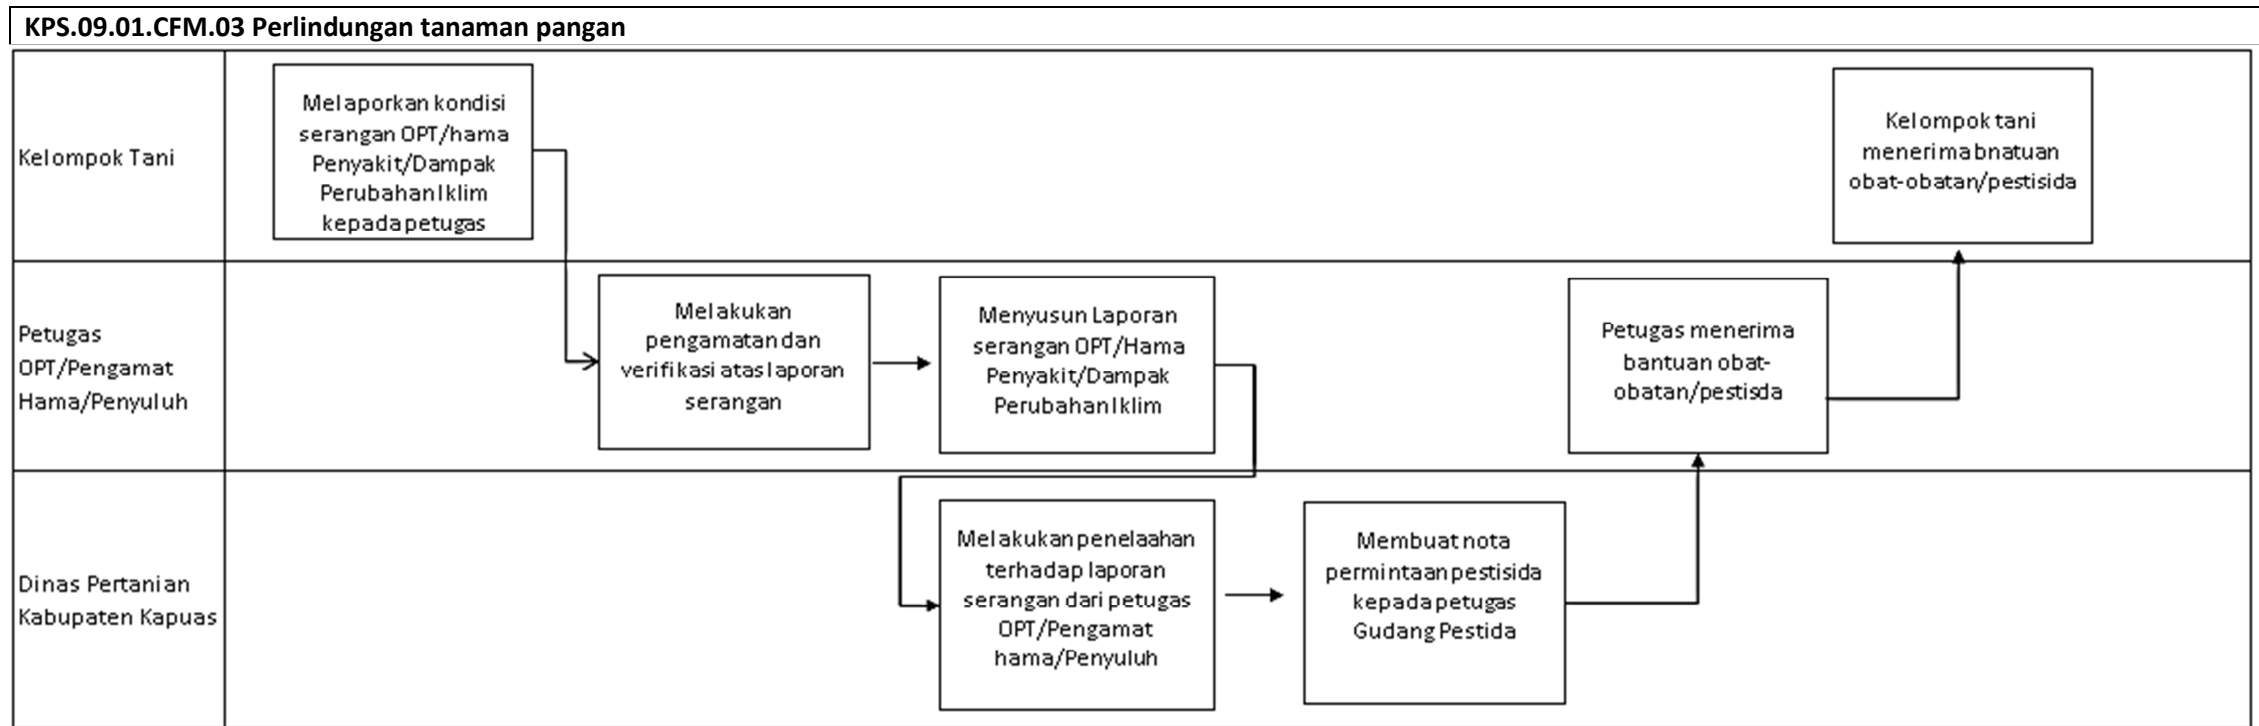 KPS.09.01.CFM.03 Perlindungan tanaman pangan
Kelompok Tani
Melaporkan kondisi
serangan OPT/hama
Penyakit/Dampak
Perubahan Iklim
kepada petugas
Kelompok tani
menerima bnatuan
obat-obatan/pestisida
Petugas
OPT/Pengamat
Hama/Penyuluh
Melakukan
pengamatan dan
verifikasi atas laporan
serangan
Menyusun Laporan
serangan OPT/Hama
Penyakit/Dampak
Perubahan Iklim
Petugas menerima
bantuan obat-
obatan/pestisda
Dinas Pertanian
Kabupaten Kapuas
Melakukan penelaahan
terhadap laporan
serangan dari petugas
OPT/Pengamat
hama/Penyuluh
Membuat nota
permintaan pestisida
kepada petugas
Gudang Pestida